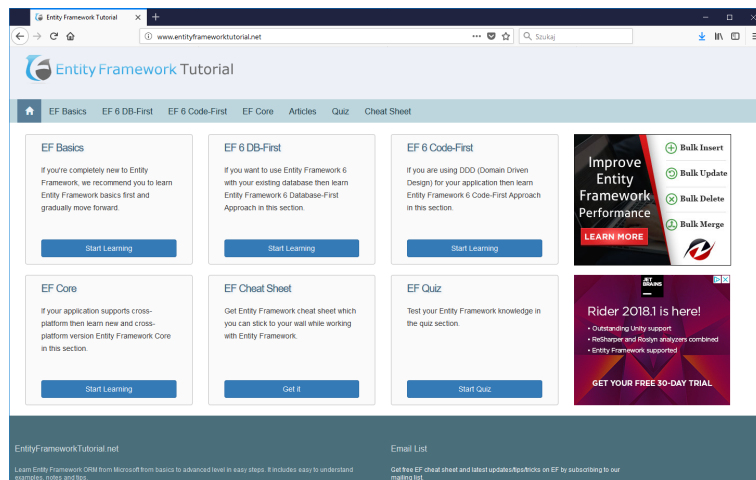 Entity Framework Tutorial
www.entityframeworktutorial.net
Szukaj
Entity Framework Tutorial
EF Basics EF 6 DB-First EF 6 Code-First EF Core Articles Quiz Cheat Sheet
EF Basics
If you're completely new to Entity
Framework, we recommend you to learn
Entity Framework basics first and
gradually move forward.
Start Learning
EF 6 DB-First
If you want to use Entity Framework 6
with your existing database then learn
Entity Framework 6 Database-First
Approach in this section.
Start Learning
EF 6 Code-First
If you are using DDD (Domain Driven
Design) for your application then learn
Entity Framework 6 Code-First Approach
in this section.
Start Learning
Improve
Entity
Framework
Performance
LEARN MORE
Bulk Insert
Bulk Update
Bulk Delete
Bulk Merge
EF Core
If your application supports cross-
platform then learn new and cross-
platform version Entity Framework Core
in this section.
Start Learning
EF Cheat Sheet
Get Entity Framework cheat sheet which
you can stick to your wall while working
with Entity Framework.
Get it
EF Quiz
Test your Entity Framework knowledge in
the quiz section.
Start Quiz
JET
BRAINS
Rider 2018.1 is here!
• Outstanding Unity support
• ReSharper and Roslyn analyzers combined
• Entity Framework supported
GET YOUR FREE 30-DAY TRIAL
EntityFrameworkTutorial.net
Learn Entity Framework ORM from Microsoft from basics to advanced level in easy steps. It includes easy to understand
examples, notes and tips.
Email List
Get free EF cheat sheet and latest updates/tips/tricks on EF by subscribing to our
mailing list.